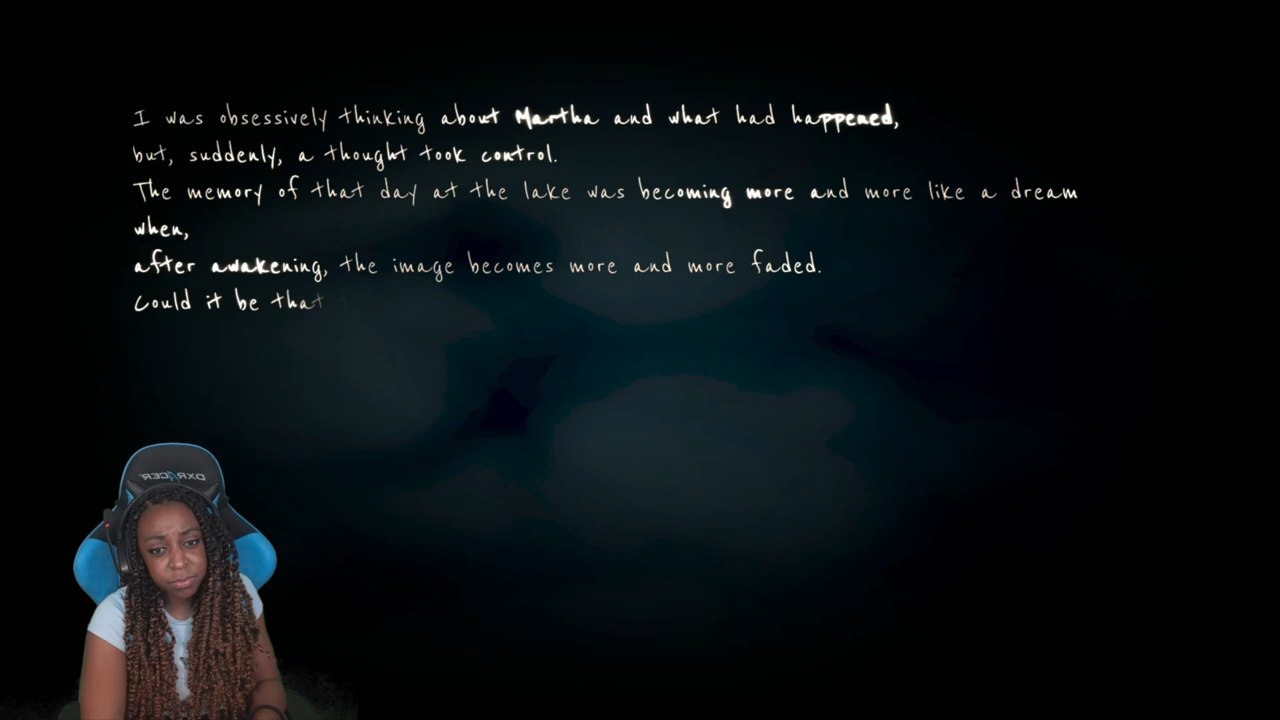 I was obsessively thinking about Martha and what had happened,
but, suddenly, a thought took control.
The memory of that day at the lake was becoming more and more like a dream
when,
after awakening, the image becomes more and more faded.
Could it be that t
DXRACER